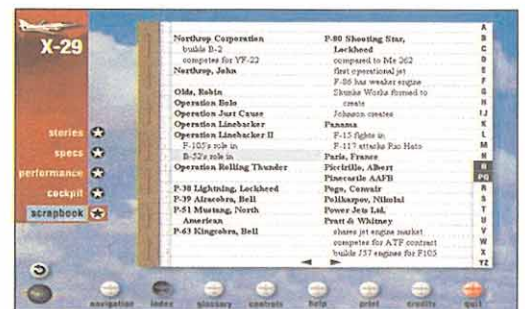 X-29
stories
specs
performance
cockpit
scrapbook
Northrop Corporation
builds B-2
competes for YF-22
Northrop, John
Olds, Robin
Operation Bolo
Operation Just Cause
Operation Linebacker
Operation Linebacker II
F-105's role in
B-52's role in
Operation Rolling Thunder
P-38 Lightning, Lockheed
P-39 Airacobra, Bell
P-51 Mustang, North
American
P-63 Kingcobra, Bell
P-80 Shooting Star,
Lockheed
compared to Me 262
first operational jet
F-86 has weaker engine
Skunks Works formed to
create
Johnson creates
Panama
F-15 fights in
F-117 attacks Rio Hato
Paris, France
Piccirillo, Albert
Pinecastle AAFB
Pogo, Convair
Polikarpov, Nikolai
Power Jets Ltd.
Pratt & Whitney
shares jet engine market
competes for ATF contract
builds J57 engines for F105
A
B
C
D
E
F
G
H
IJ
K
L
M
N
O
PQ
R
S
T
U
V
W
X
YZ
navigation
index
glossary
controls
help
print
credits
quit